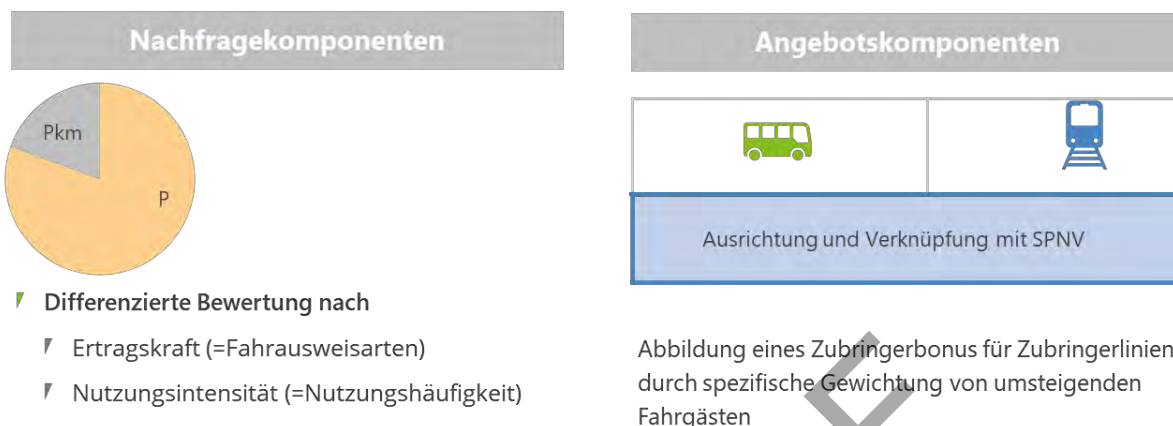 Nachfragekomponenten
Pkm
P
Differenzierte Bewertung nach
Ertragskraft (=Fahrausweisarten)
Nutzungsintensität (=Nutzungshäufigkeit)
Angebotskomponenten
Ausrichtung und Verknüpfung mit SPNV
Abbildung eines Zubringerbonus für Zubringerlinien
durch spezifische Gewichtung von umsteigenden
Fahrgästen